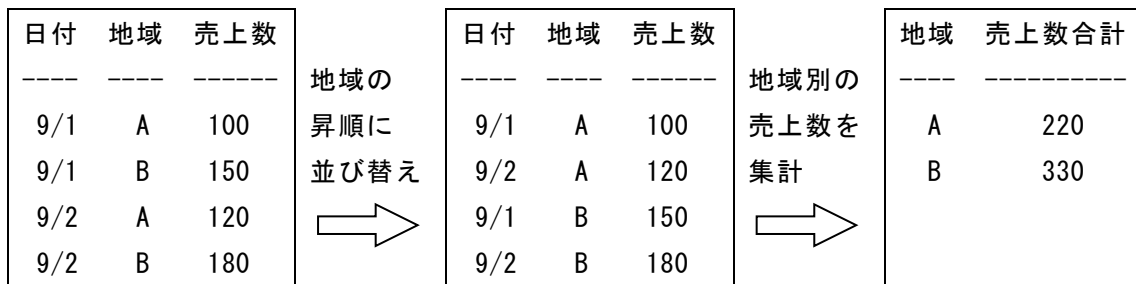 日付 地域 売上数
---- ---- ------
9/1 A 100
9/1 B 150
9/2 A 120
9/2 B 180
地域の
昇順に
並び替え
日付 地域 売上数
---- ---- ------
9/1 A 100
9/2 A 120
9/1 B 150
9/2 B 180
地域別の
売上数を
集計
地域 売上数合計
---- ----------
A 220
B 330